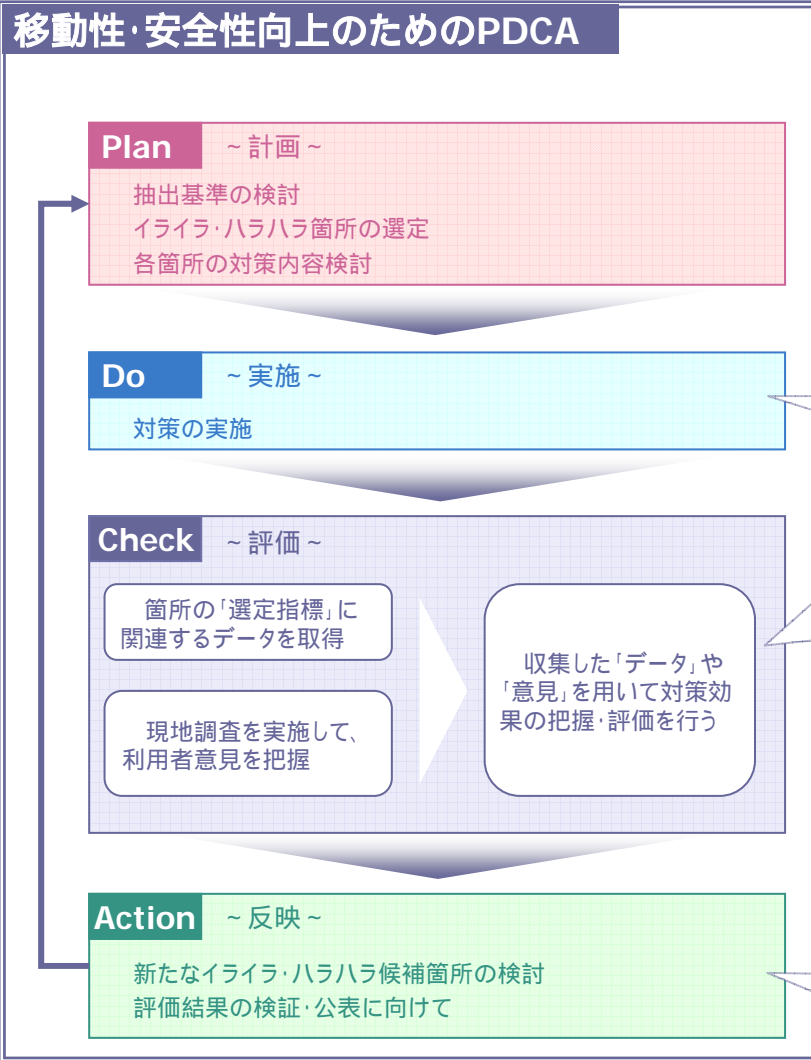 移動性・安全性向上のためのPDCA
Plan ~計画~
抽出基準の検討
イライラ・ハラハラ箇所の選定
各箇所の対策内容検討
Do ~実施~
対策の実施
Check ~評価~
箇所の「選定指標」に
関連するデータを取得
現地調査を実施して、
利用者意見を把握
収集した「データ」や
「意見」を用いて対策効
果の把握・評価を行う
Action ~反映~
新たなイライラ・ハラハラ候補箇所の検討
評価結果の検証・公表に向けて